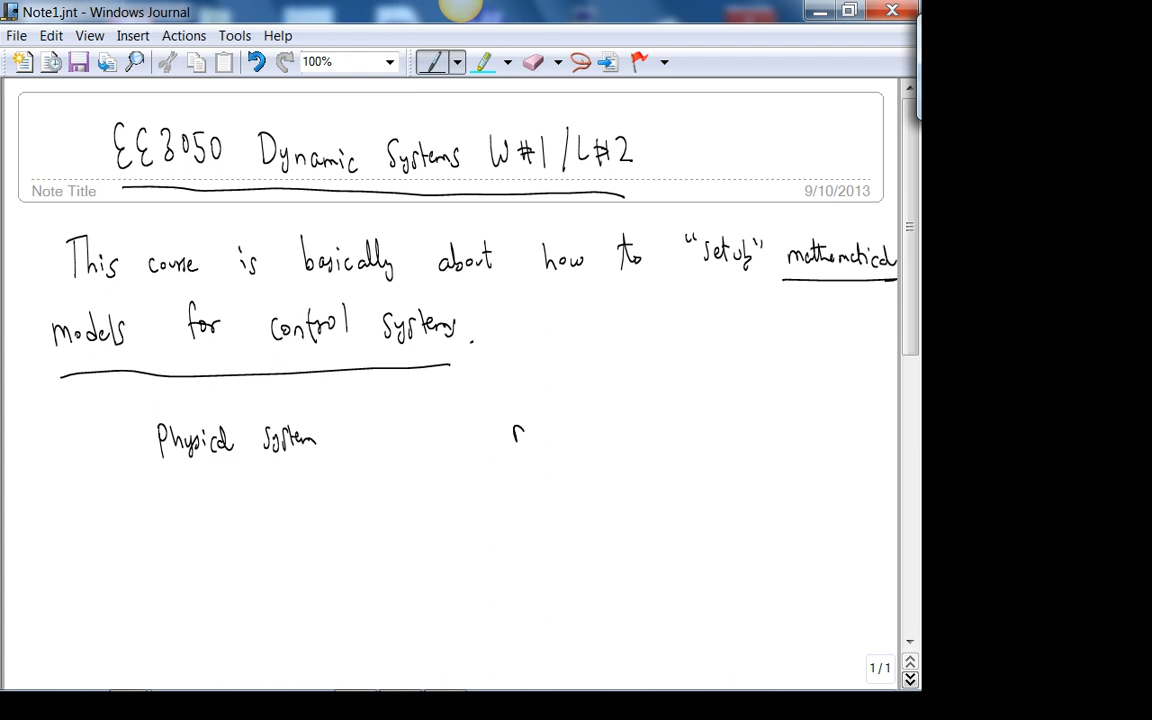 Note1.jnt - Windows Journal
File Edit View Insert Actions Tools Help
100%
EE3050 Dynamic Systems W#1/L#2
Note Title 9/10/2013
This course is basically about how to "setup" mathematical
models for control systems.
Physical system r
1/1